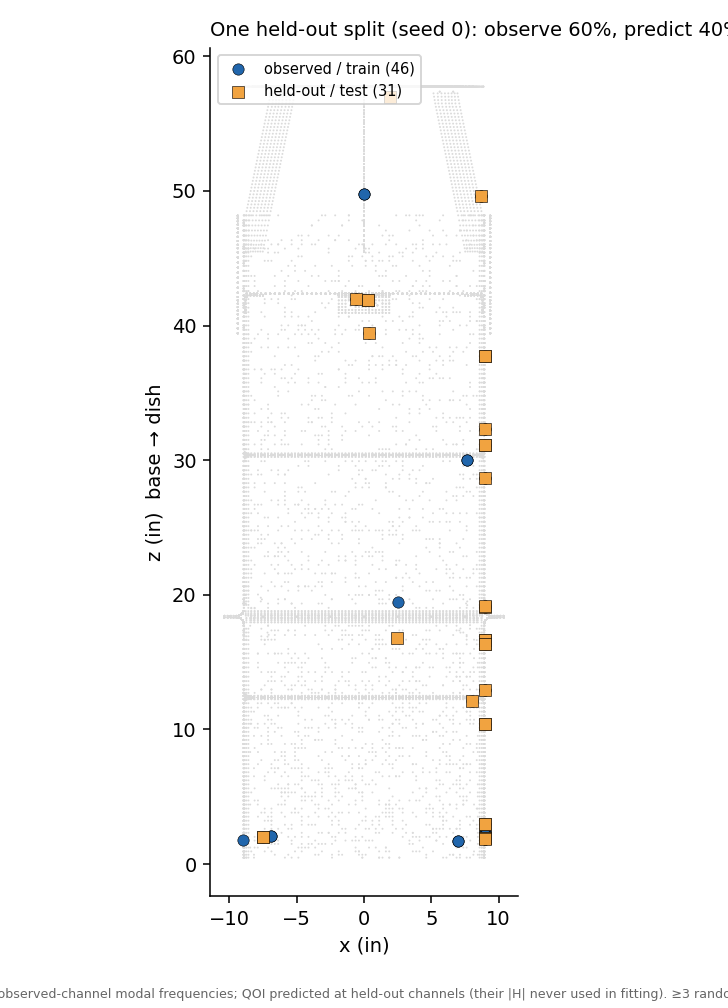 One held-out split (seed 0): observe 60%, predict 40%
observed / train (46)
held-out / test (31)
60
50
40
30
20
10
0
z (in) base → dish
−10
−5
0
5
10
x (in)
observed-channel modal frequencies; QOI predicted at held-out channels (their |H| never used in fitting). ≥3